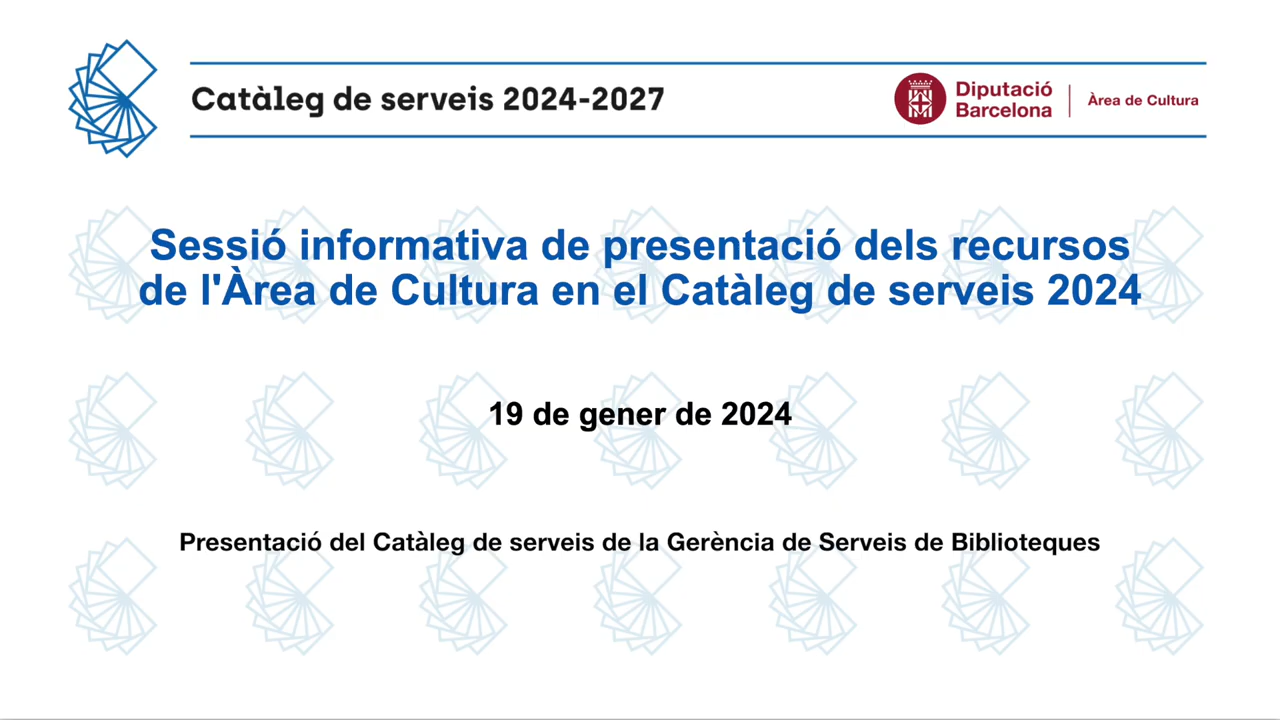 Catàleg de serveis 2024-2027
Diputació
Barcelona
Àrea de Cultura
Sessió informativa de presentació dels recursos
de l'Àrea de Cultura en el Catàleg de serveis 2024
19 de gener de 2024
Presentació del Catàleg de serveis de la Gerència de Serveis de Biblioteques